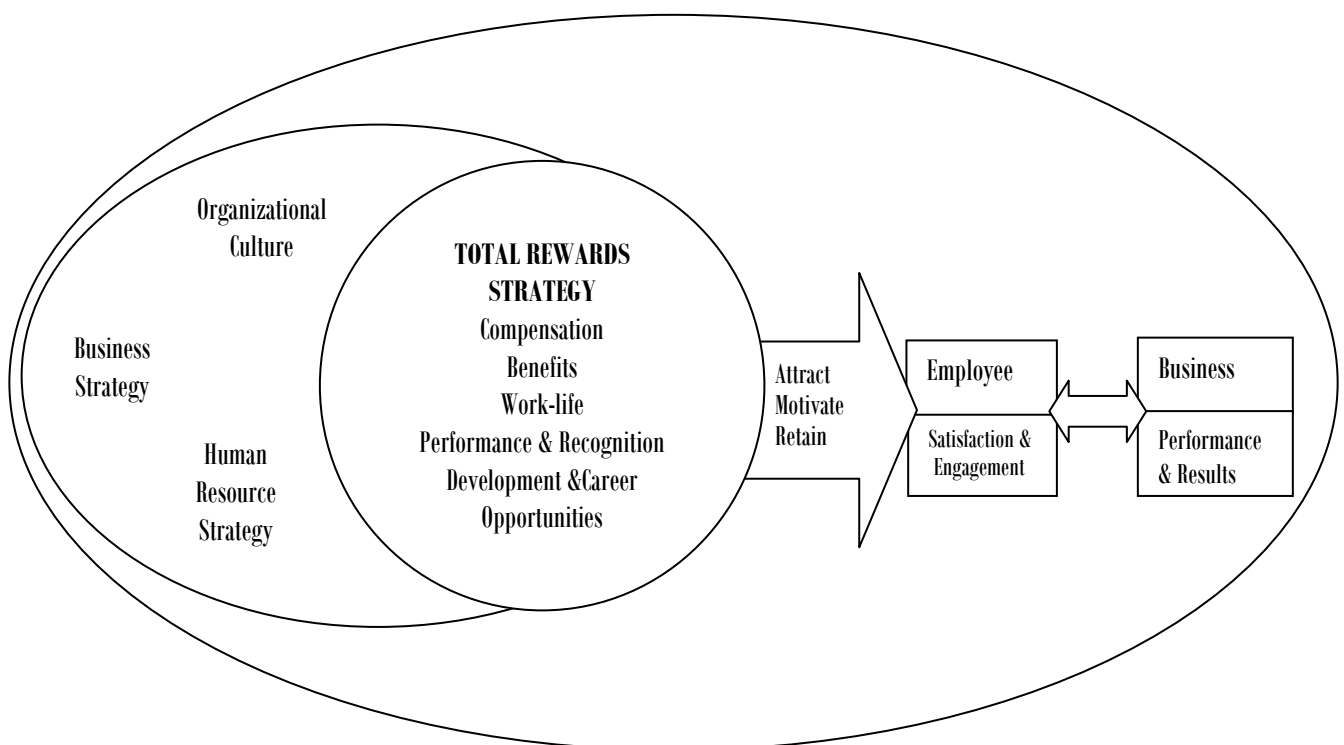 Organizational
Culture
Business
Strategy
Human
Resource
Strategy
TOTAL REWARDS
STRATEGY
Compensation
Benefits
Work-life
Performance & Recognition
Development &Career
Opportunities
Attract
Motivate
Retain
Employee
Satisfaction &
Engagement
Business
Performance
& Results